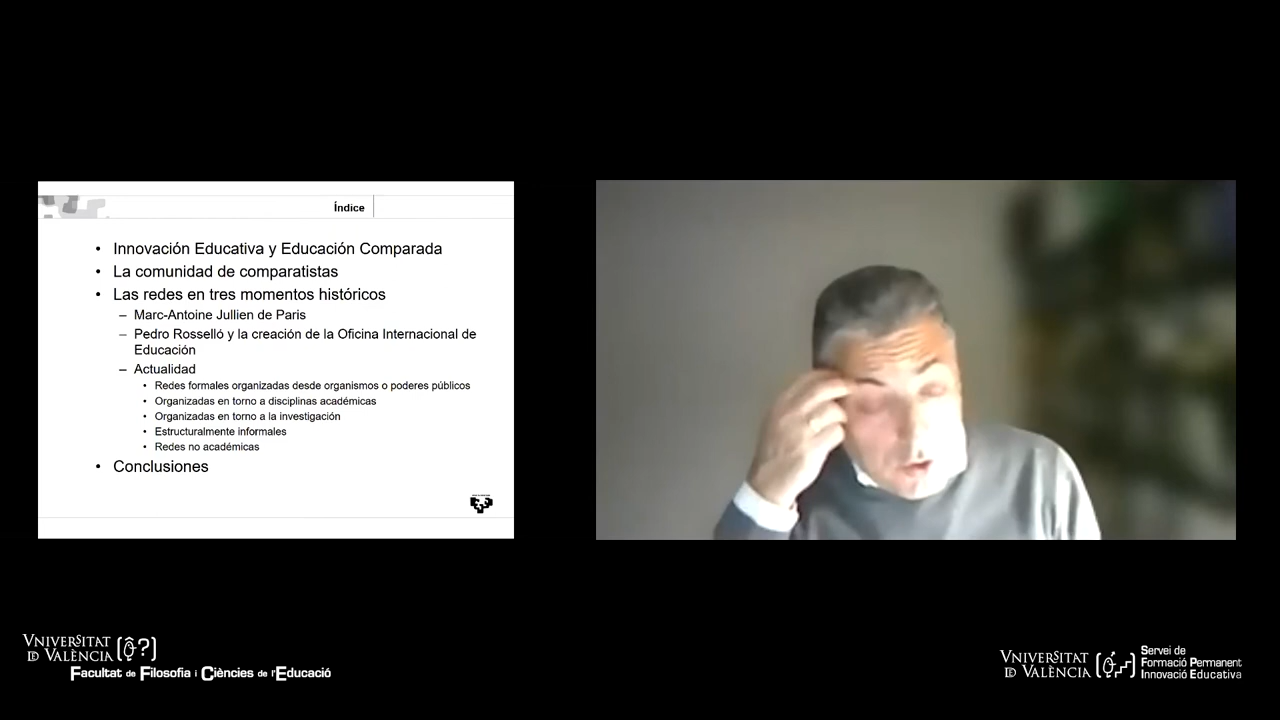 Índice
• Innovación Educativa y Educación Comparada
• La comunidad de comparatistas
• Las redes en tres momentos históricos
– Marc-Antoine Jullien de Paris
– Pedro Rosselló y la creación de la Oficina Internacional de
Educación
– Actualidad
• Redes formales organizadas desde organismos o poderes públicos
• Organizadas en torno a disciplinas académicas
• Organizadas en torno a la investigación
• Estructuralmente informales
• Redes no académicas
• Conclusiones
VNIVERSITAT
ID VALÈNCIA
Facultat de Filosofia i Ciències de l'Educació
VNIVERSITAT
ID VALÈNCIA
Servei de
Formació Permanent
Innovació Educativa